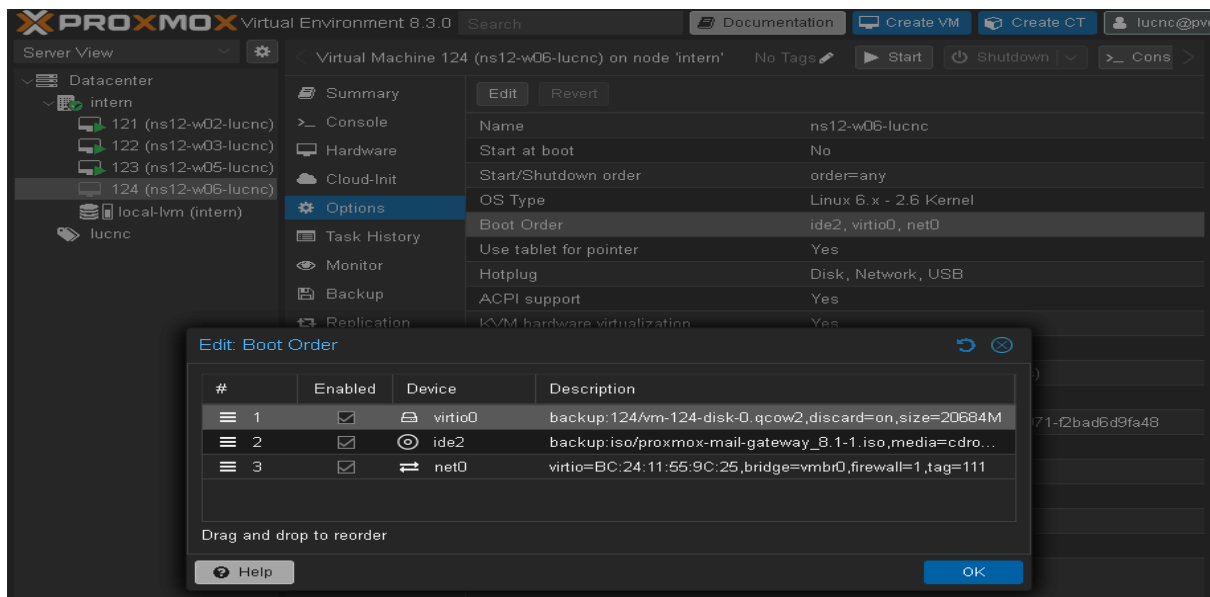 PROXMOX Virtual Environment 8.3.0 Search Documentation Create VM Create CT lucnc@pv
Server View
Virtual Machine 124 (ns12-w06-lucnc) on node 'intern' No Tags Start Shutdown Cons
Datacenter
intern
121 (ns12-w02-lucnc)
122 (ns12-w03-lucnc)
123 (ns12-w05-lucnc)
124 (ns12-w06-lucnc)
local-lvm (intern)
lucnc
Summary
Console
Hardware
Cloud-Init
Options
Task History
Monitor
Backup
Replication
Edit Revert
Name ns12-w06-lucnc
Start at boot No
Start/Shutdown order order=any
OS Type Linux 6.x - 2.6 Kernel
Boot Order ide2, virtio0, net0
Use tablet for pointer Yes
Hotplug Disk, Network, USB
ACPI support Yes
KVM hardware virtualization Yes
)
71-f2bad6d9fa48
Edit: Boot Order
# Enabled Device Description
1 virtio0 backup:124/vm-124-disk-0.qcow2,discard=on,size=20684M
2 ide2 backup:iso/proxmox-mail-gateway_8.1-1.iso,media=cdro...
3 net0 virtio=BC:24:11:55:9C:25,bridge=vmbr0,firewall=1,tag=111
Drag and drop to reorder
Help OK